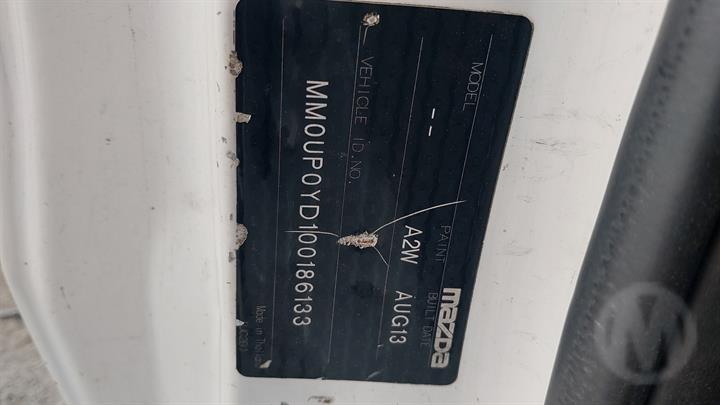 mazda
MODEL PAINT BUILT DATE
-- A2W AUG13
VEHICLE ID.NO.
MM0UP0YD100186133
Made in Thailand